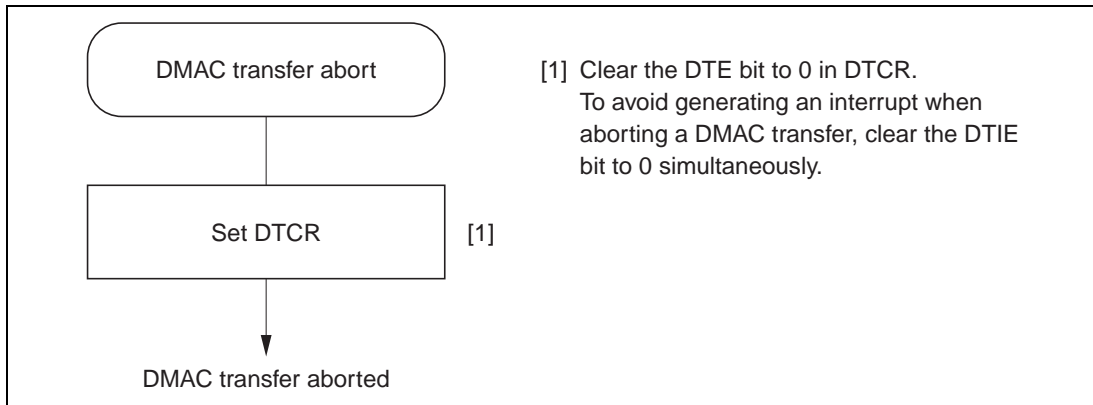 DMAC transfer abort
[1] Clear the DTE bit to 0 in DTCR.
To avoid generating an interrupt when
aborting a DMAC transfer, clear the DTIE
bit to 0 simultaneously.
Set DTCR [1]
DMAC transfer aborted